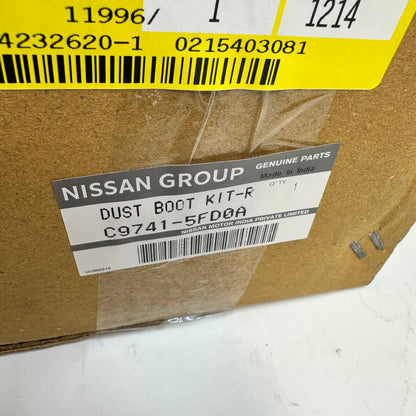 11996/ 1 1214
4232620-1 0215403081
NISSAN GROUP GENUINE PARTS
Made in India
DUST BOOT KIT-R Q'TY 1
C9741-5FD0A
NISSAN MOTOR INDIA PRIVATE LIMITED